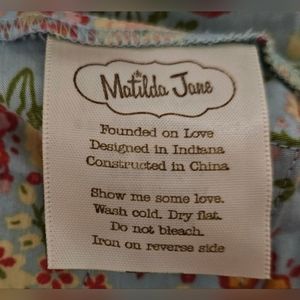 Matilda Jane
Founded on Love
Designed in Indiana
Constructed in China
Show me some love.
Wash cold. Dry flat.
Do not bleach.
Iron on reverse side